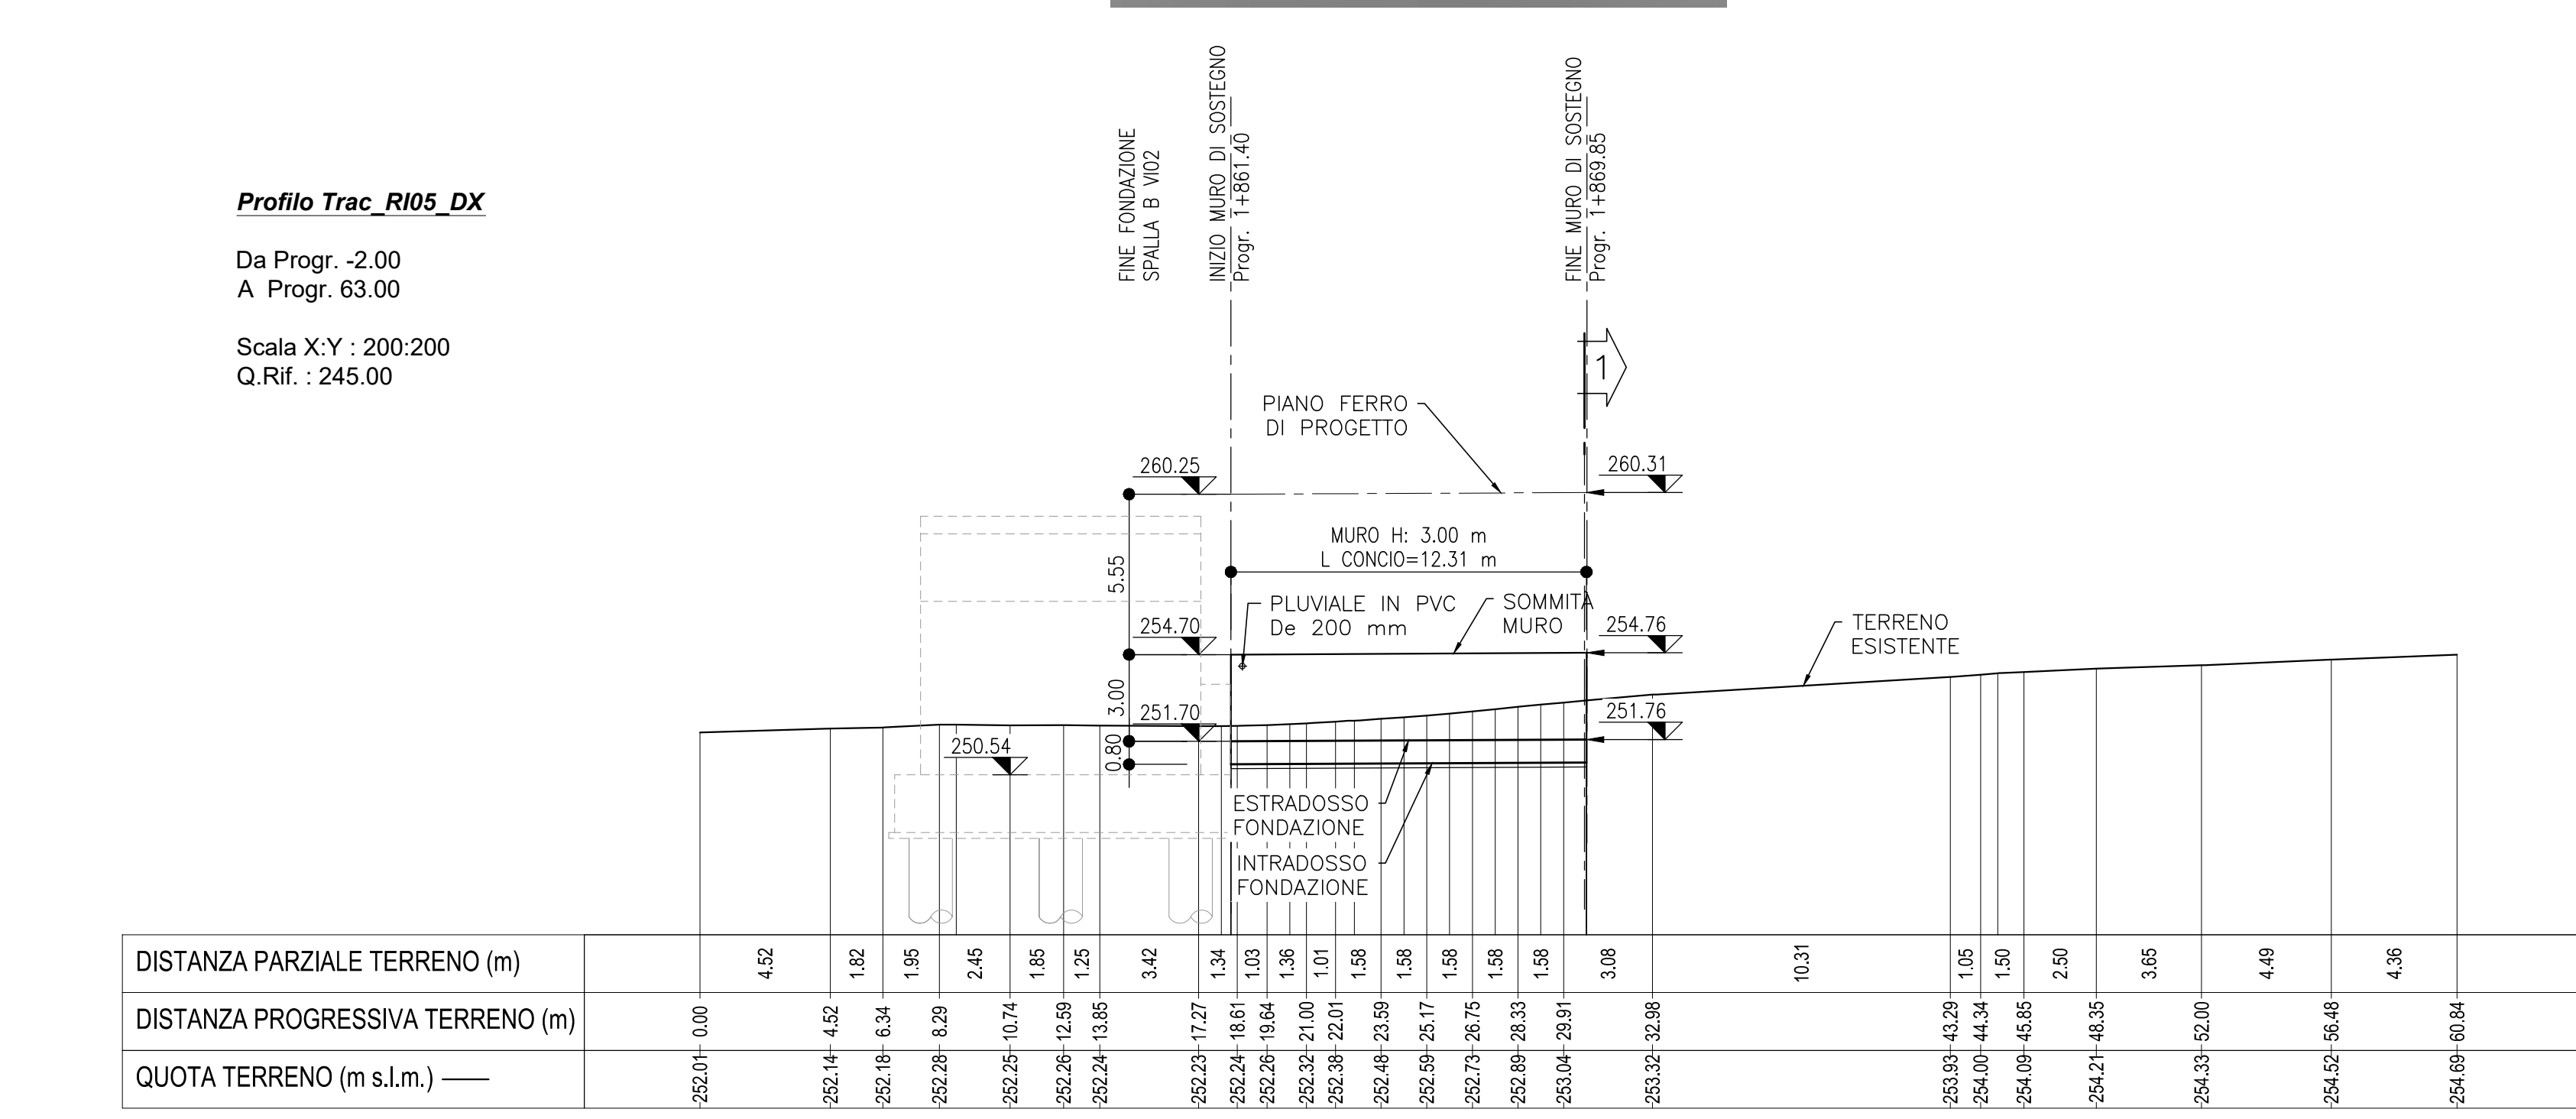 Profilo Trac_RI05_DX
Da Progr. -2.00
A Progr. 63.00
Scala X:Y : 200:200
Q.Rif. : 245.00
FINE FONDAZIONE
SPALLA B VI02
INIZIO MURO DI SOSTEGNO
Progr. 1+861.40
FINE MURO DI SOSTEGNO
Progr. 1+869.85
1
PIANO FERRO
DI PROGETTO
260.25
260.31
MURO H: 3.00 m
L CONCIO=12.31 m
5.55
PLUVIALE IN PVC
De 200 mm
SOMMITÀ
MURO
254.70
254.76
TERRENO
ESISTENTE
3.00
251.70
251.76
0.80
250.54
ESTRADOSSO
FONDAZIONE
INTRADOSSO
FONDAZIONE
DISTANZA PARZIALE TERRENO (m) 4.52 1.82 1.95 2.45 1.85 1.25 3.42 1.34 1.03 1.36 1.01 1.58 1.58 1.58 1.58 1.58 3.08 10.31 1.05 1.50 2.50 3.65 4.49 4.36
DISTANZA PROGRESSIVA TERRENO (m) 0.00 4.52 6.34 8.29 10.74 12.59 13.85 17.27 18.61 19.64 21.00 22.01 23.59 25.17 26.75 28.33 29.91 32.98 43.29 44.34 45.85 48.35 52.00 56.48 60.84
QUOTA TERRENO (m s.l.m.) 252.01 252.14 252.18 252.28 252.25 252.26 252.24 252.23 252.24 252.26 252.32 252.38 252.48 252.59 252.73 252.89 253.04 253.32 253.93 254.00 254.09 254.21 254.33 254.52 254.69